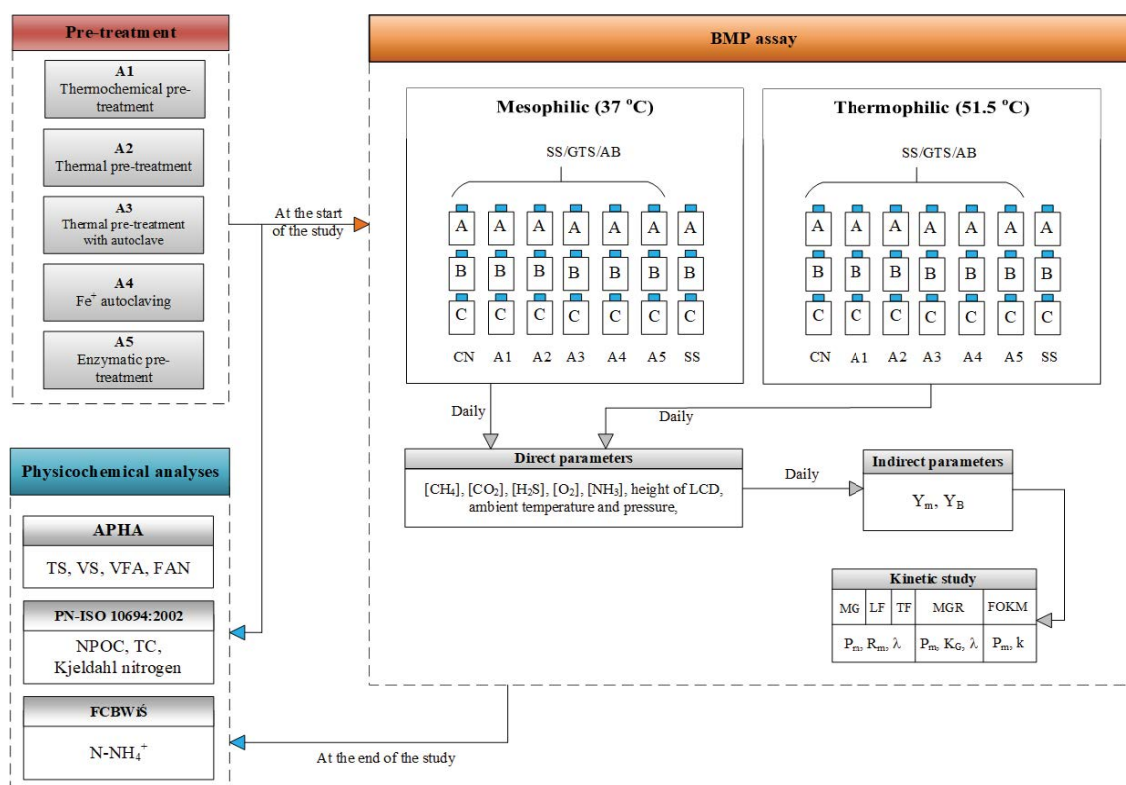 Pre-treatment
A1
Thermochemical pre-
treatment
A2
Thermal pre-treatment
A3
Thermal pre-treatment
with autoclave
A4
Fe⁺ autoclaving
A5
Enzymatic pre-
treatment
At the start
of the study
BMP assay
Mesophilic (37 °C)
SS/GTS/AB
A A A A A A A
B B B B B B B
C C C C C C C
CN A1 A2 A3 A4 A5 SS
Thermophilic (51.5 °C)
SS/GTS/AB
A A A A A A A
B B B B B B B
C C C C C C C
CN A1 A2 A3 A4 A5 SS
Daily
Daily
Direct parameters
[CH₄], [CO₂], [H₂S], [O₂], [NH₃], height of LCD,
ambient temperature and pressure,
Daily
Indirect parameters
Yₘ, Y_B
Kinetic study
MG LF TF MGR FOKM
Pₘ, Rₘ, λ Pₘ, K_G, λ Pₘ, k
Physicochemical analyses
APHA
TS, VS, VFA, FAN
PN-ISO 10694:2002
NPOC, TC,
Kjeldahl nitrogen
FCBWiŚ
N-NH₄⁺
At the end of the study